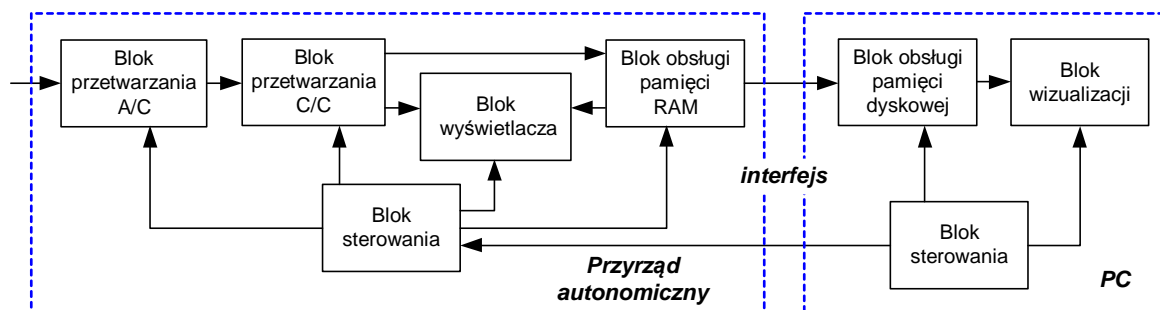 Blok
przetwarzania
A/C
Blok
przetwarzania
C/C
Blok
wyświetlacza
Blok obsługi
pamięci
RAM
Blok obsługi
pamięci
dyskowej
Blok
wizualizacji
interfejs
Blok
sterowania
Blok
sterowania
Przyrząd
autonomiczny
PC